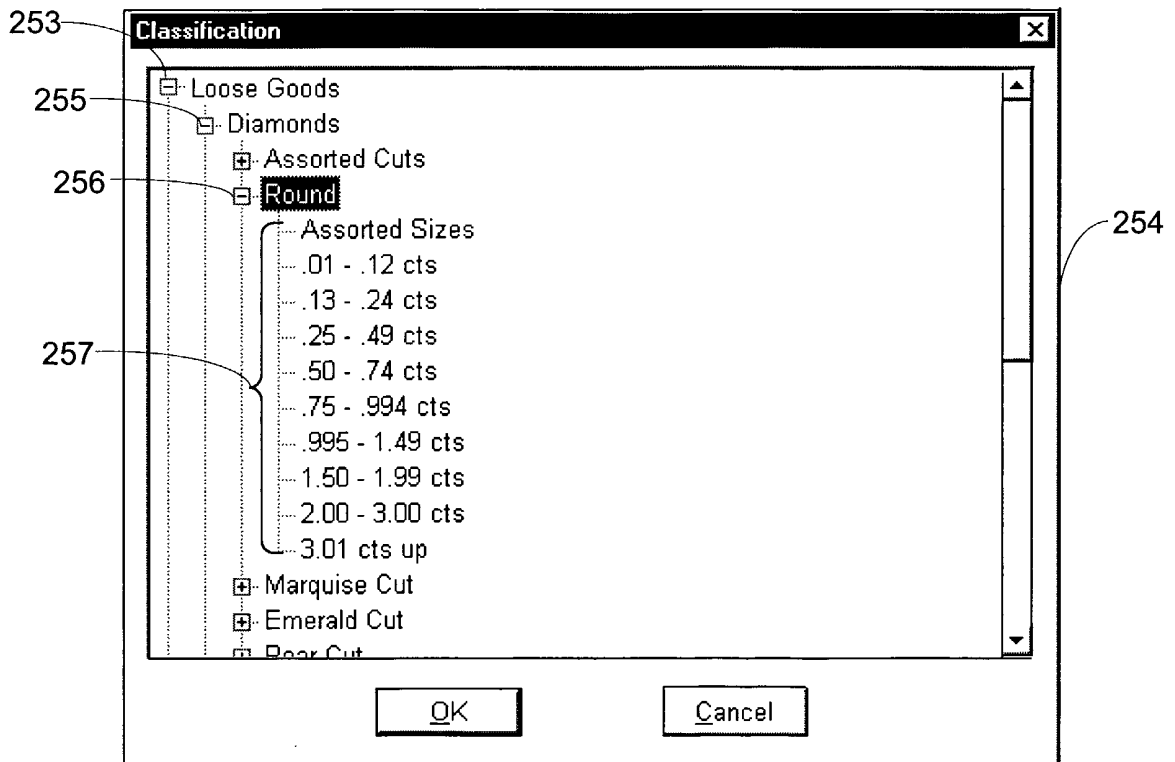 253
Classification
Loose Goods
255
Diamonds
Assorted Cuts
256
Round
Assorted Sizes
254
.01 - .12 cts
.13 - .24 cts
.25 - .49 cts
257
.50 - .74 cts
.75 - .994 cts
.995 - 1.49 cts
1.50 - 1.99 cts
2.00 - 3.00 cts
3.01 cts up
Marquise Cut
Emerald Cut
Pear Cut
OK
Cancel